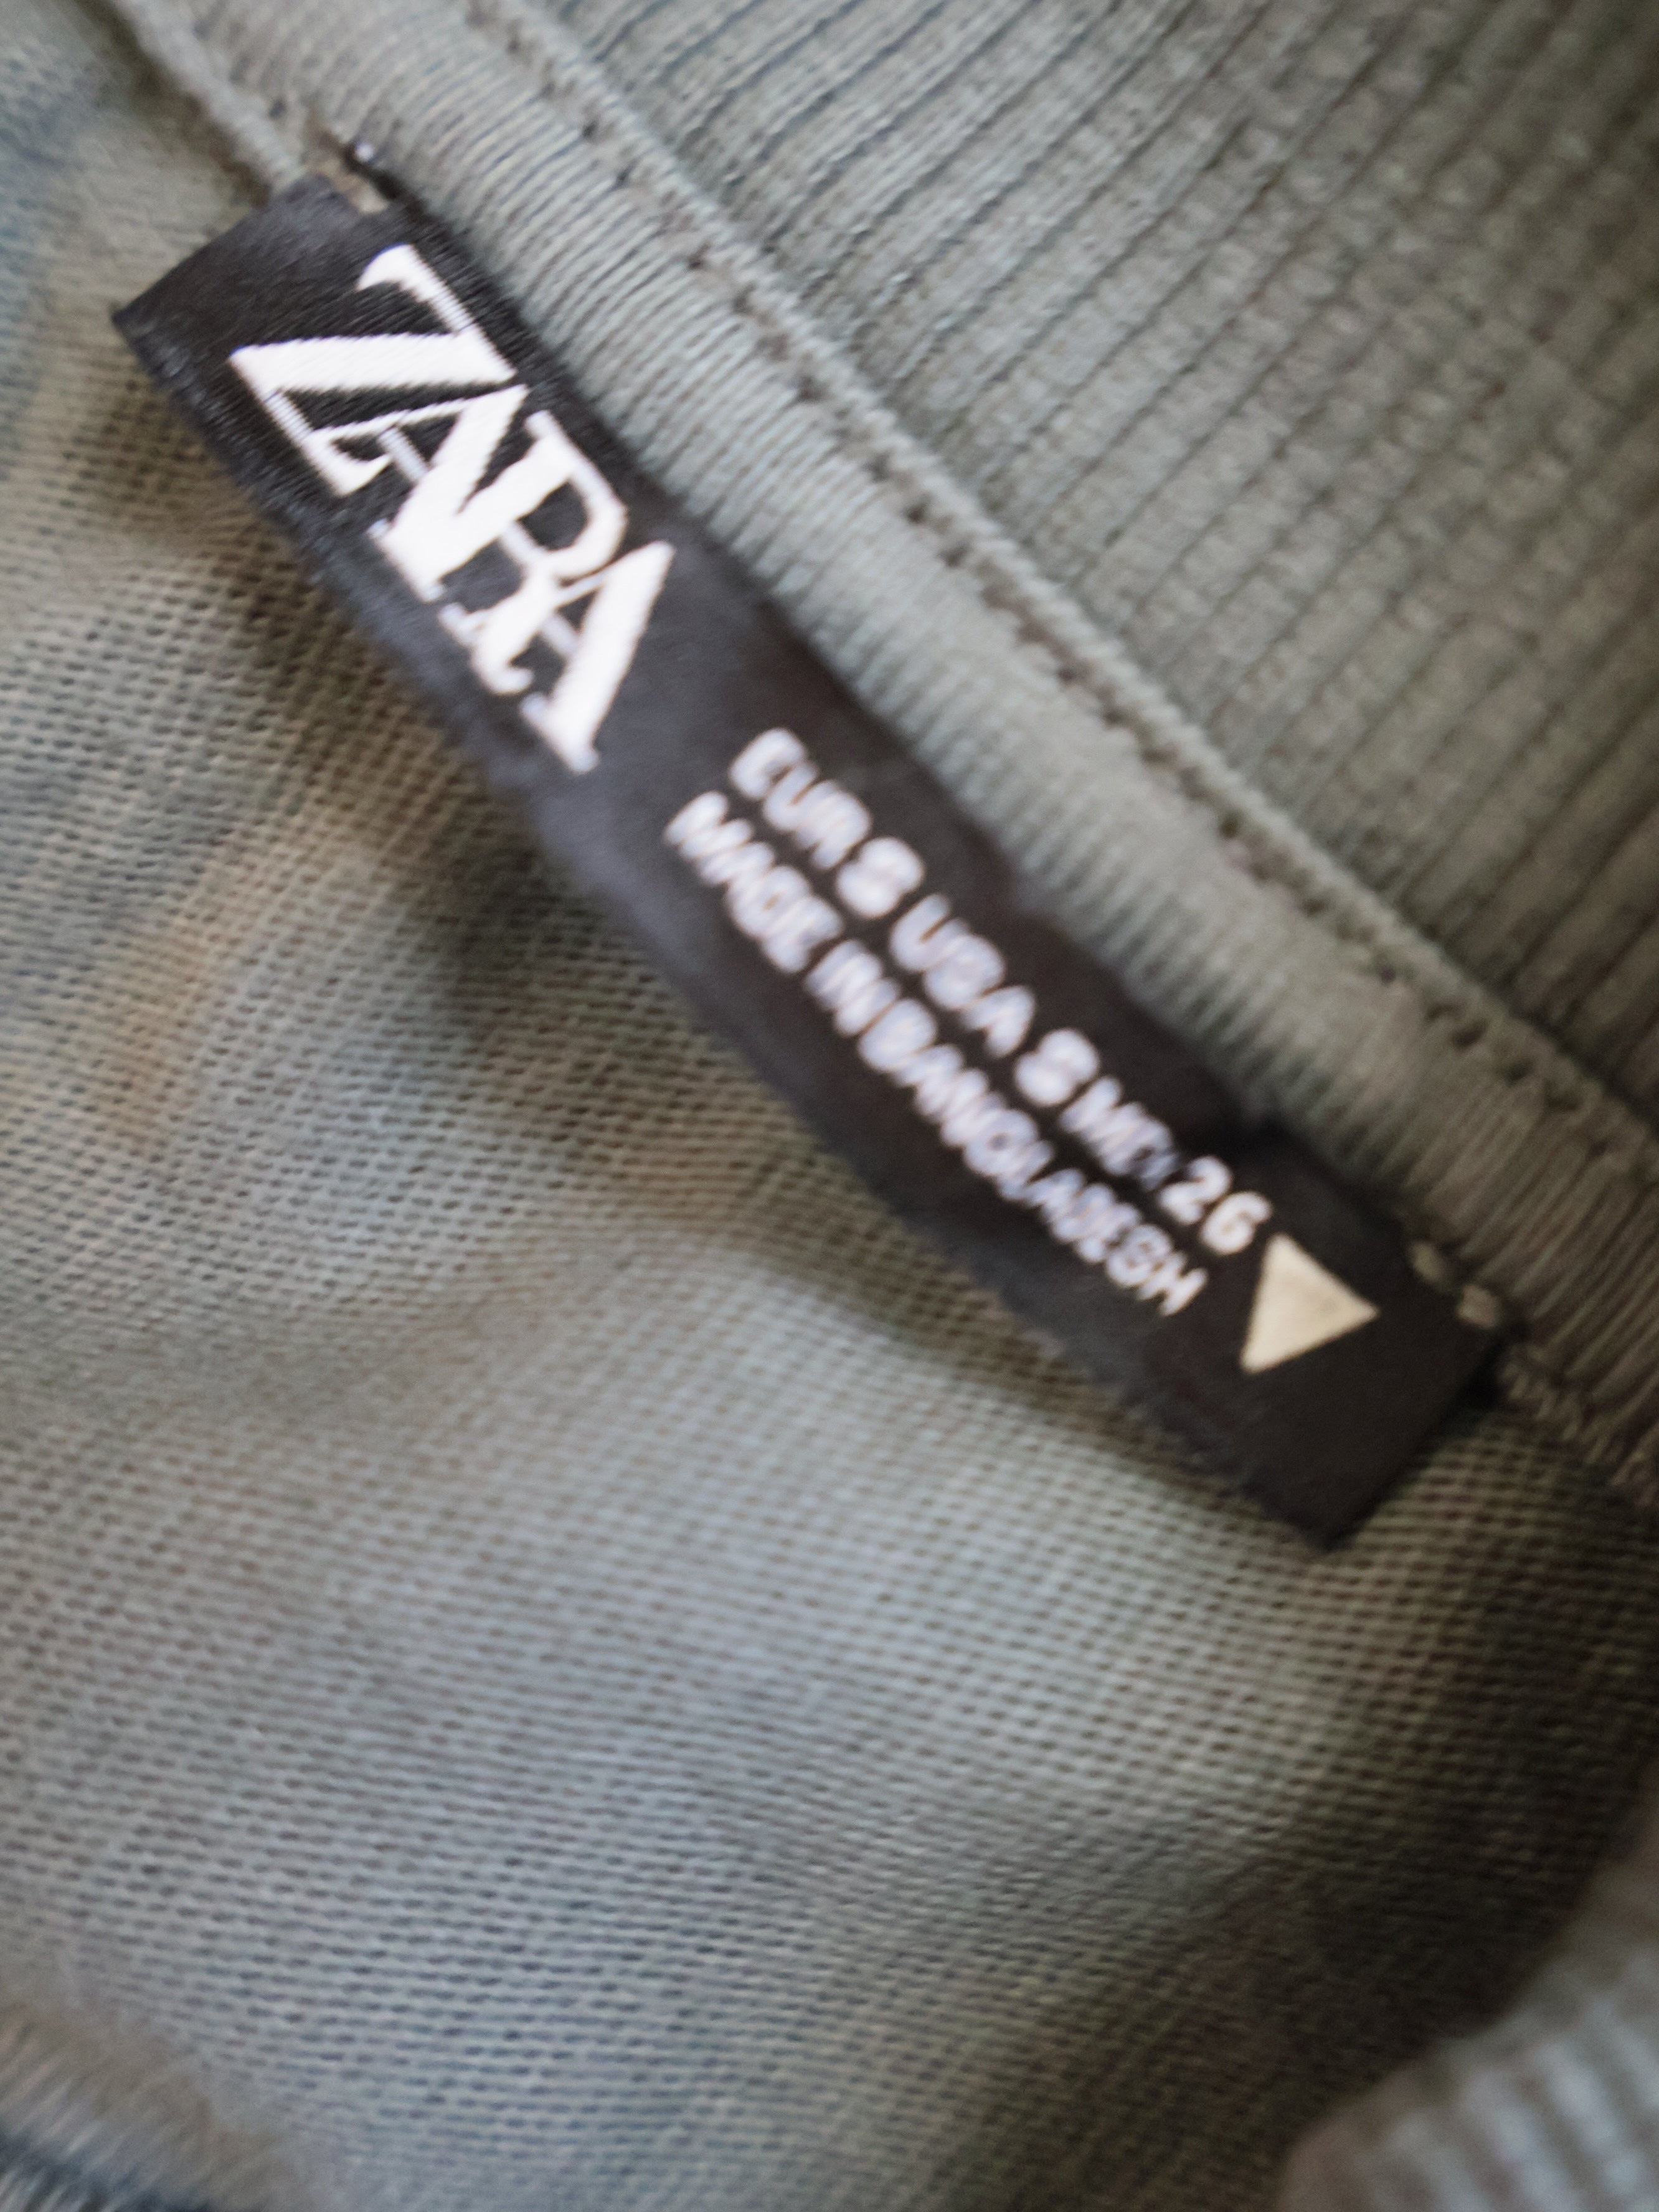 ZARA
EUR S USA S MEX 26
MADE IN BANGLADESH